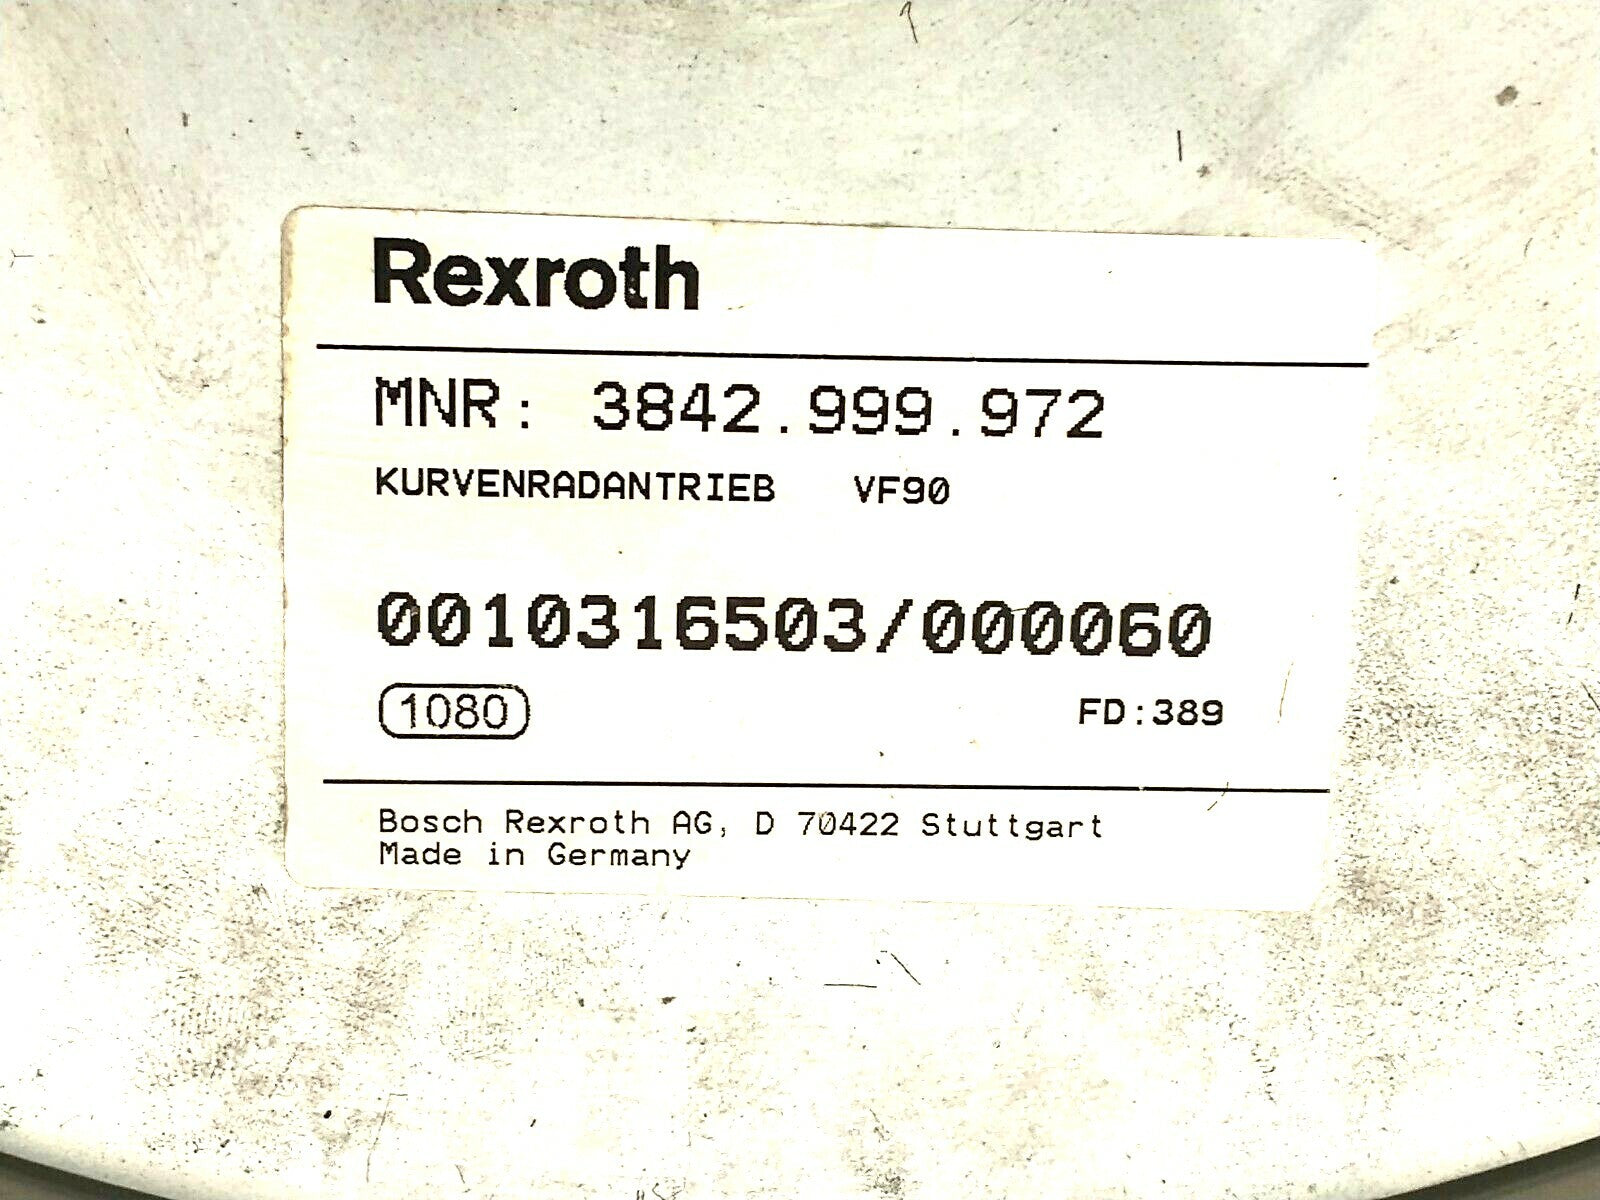 Rexroth
MNR: 3842.999.972
KURVENRADANTRIEB VF90
0010316503/000060
1080 FD:389
Bosch Rexroth AG, D 70422 Stuttgart
Made in Germany